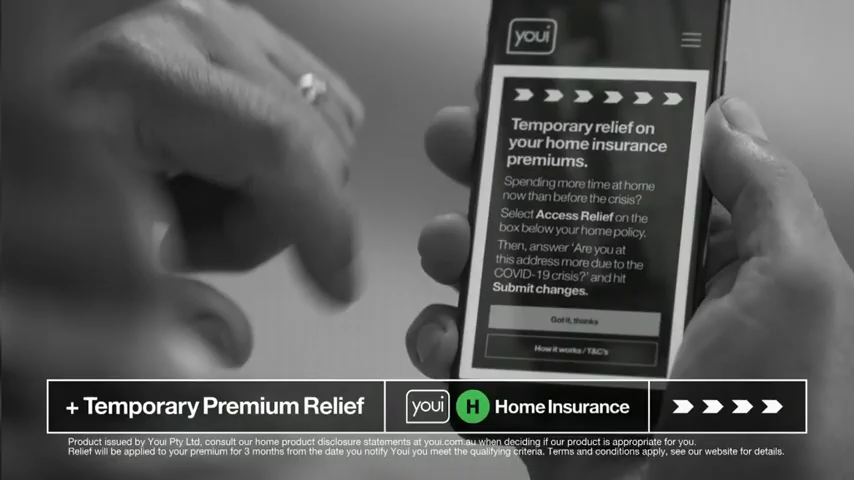 youi
Temporary relief on
your home insurance
premiums.
Spending more time at home
now than before the crisis?
Select Access Relief on the
box below your home policy.
Then, answer 'Are you at
this address more due to the
COVID-19 crisis?' and hit
Submit changes.
Got it, thanks
How it works / T&C's
+ Temporary Premium Relief youi H Home Insurance
Product issued by Youi Pty Ltd, consult our home product disclosure statements at youi.com.au when deciding if our product is appropriate for you.
Relief will be applied to your premium for 3 months from the date you notify Youi you meet the qualifying criteria. Terms and conditions apply, see our website for details.